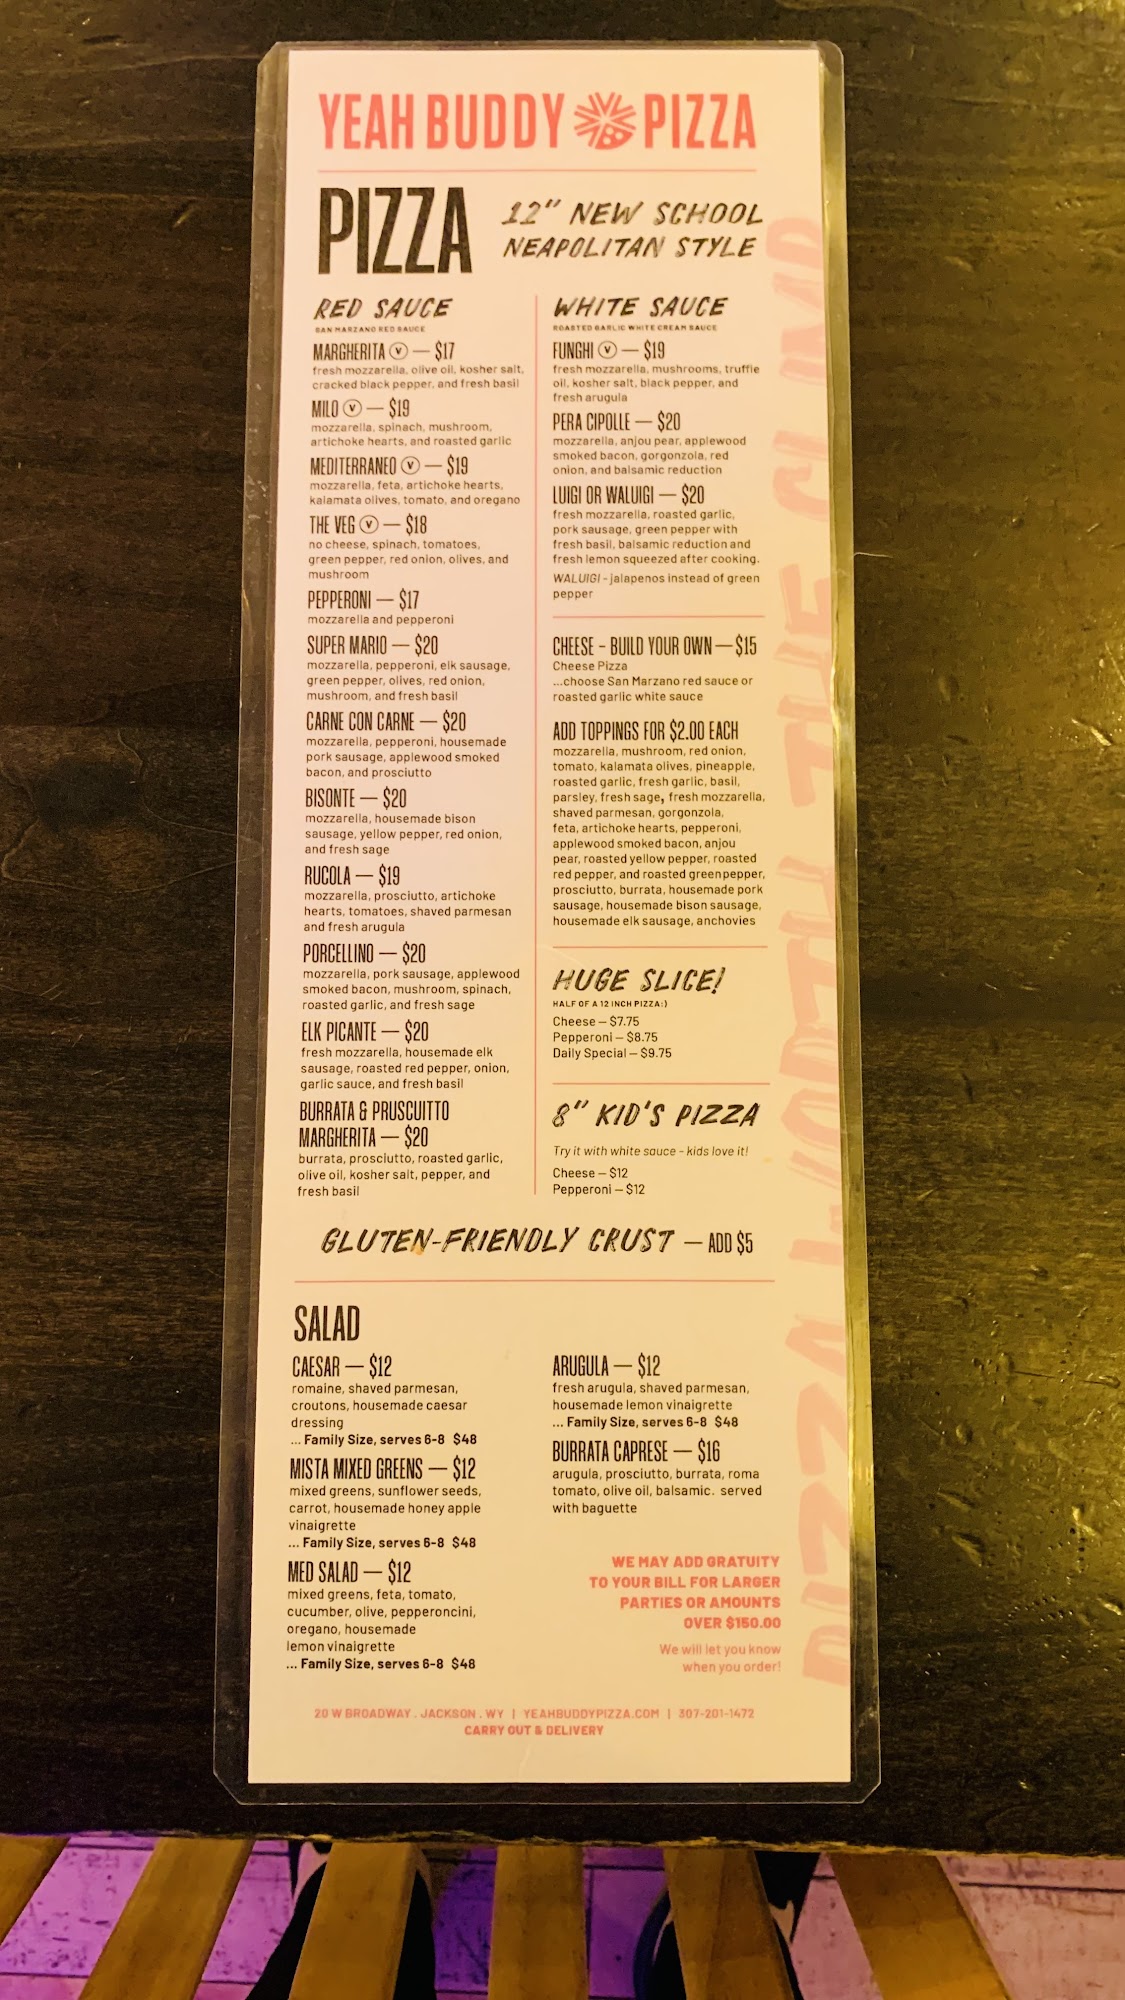 YEAH BUDDY PIZZA
PIZZA
12" NEW SCHOOL
NEAPOLITAN STYLE
RED SAUCE
SAN MARZANO RED SAUCE
MARGHERITA V — $17
fresh mozzarella, olive oil, kosher salt,
cracked black pepper, and fresh basil
MILO V — $19
mozzarella, spinach, mushroom,
artichoke hearts, and roasted garlic
MEDITERRANEO V — $19
mozzarella, feta, artichoke hearts,
kalamata olives, tomato, and oregano
THE VEG V — $18
no cheese, spinach, tomatoes,
green pepper, red onion, olives, and
mushroom
PEPPERONI — $17
mozzarella and pepperoni
SUPER MARIO — $20
mozzarella, pepperoni, elk sausage,
green pepper, olives, red onion,
mushroom, and fresh basil
CARNE CON CARNE — $20
mozzarella, pepperoni, housemade
pork sausage, applewood smoked
bacon, and prosciutto
BISONTE — $20
mozzarella, housemade bison
sausage, yellow pepper, red onion,
and fresh sage
RUCOLA — $19
mozzarella, prosciutto, artichoke
hearts, tomatoes, shaved parmesan
and fresh arugula
PORCELLINO — $20
mozzarella, pork sausage, applewood
smoked bacon, mushroom, spinach,
roasted garlic, and fresh sage
ELK PICANTE — $20
fresh mozzarella, housemade elk
sausage, roasted red pepper, onion,
garlic sauce, and fresh basil
BURRATA & PRUSCUITTO
MARGHERITA — $20
burrata, prosciutto, roasted garlic,
olive oil, kosher salt, pepper, and
fresh basil
WHITE SAUCE
ROASTED GARLIC WHITE CREAM SAUCE
FUNGHI V — $19
fresh mozzarella, mushrooms, truffle
oil, kosher salt, black pepper, and
fresh arugula
PERA CIPOLLE — $20
mozzarella, anjou pear, applewood
smoked bacon, gorgonzola, red
onion, and balsamic reduction
LUIGI OR WALUIGI — $20
fresh mozzarella, roasted garlic,
pork sausage, green pepper with
fresh basil, balsamic reduction and
fresh lemon squeezed after cooking.
WALUIGI - jalapenos instead of green
pepper
CHEESE - BUILD YOUR OWN — $15
Cheese Pizza
...choose San Marzano red sauce or
roasted garlic white sauce
ADD TOPPINGS FOR $2.00 EACH
mozzarella, mushroom, red onion,
tomato, kalamata olives, pineapple,
roasted garlic, fresh garlic, basil,
parsley, fresh sage, fresh mozzarella,
shaved parmesan, gorgonzola,
feta, artichoke hearts, pepperoni,
applewood smoked bacon, anjou
pear, roasted yellow pepper, roasted
red pepper, and roasted greenpepper,
prosciutto, burrata, housemade pork
sausage, housemade bison sausage,
housemade elk sausage, anchovies
HUGE SLICE!
HALF OF A 12 INCH PIZZA:)
Cheese — $7.75
Pepperoni — $8.75
Daily Special — $9.75
8" KID'S PIZZA
Try it with white sauce - kids love it!
Cheese — $12
Pepperoni — $12
GLUTEN-FRIENDLY CRUST — ADD $5
SALAD
CAESAR — $12
romaine, shaved parmesan,
croutons, housemade caesar
dressing
... Family Size, serves 6-8 $48
MISTA MIXED GREENS — $12
mixed greens, sunflower seeds,
carrot, housemade honey apple
vinaigrette
... Family Size, serves 6-8 $48
MED SALAD — $12
mixed greens, feta, tomato,
cucumber, olive, pepperoncini,
oregano, housemade
lemon vinaigrette
... Family Size, serves 6-8 $48
ARUGULA — $12
fresh arugula, shaved parmesan,
housemade lemon vinaigrette
... Family Size, serves 6-8 $48
BURRATA CAPRESE — $16
arugula, prosciutto, burrata, roma
tomato, olive oil, balsamic. served
with baguette
WE MAY ADD GRATUITY
TO YOUR BILL FOR LARGER
PARTIES OR AMOUNTS
OVER $150.00
We will let you know
when you order!
PIZZA WORTH THE CLIMB
20 W BROADWAY . JACKSON . WY | YEAHBUDDYPIZZA.COM | 307-201-1472
CARRY OUT & DELIVERY